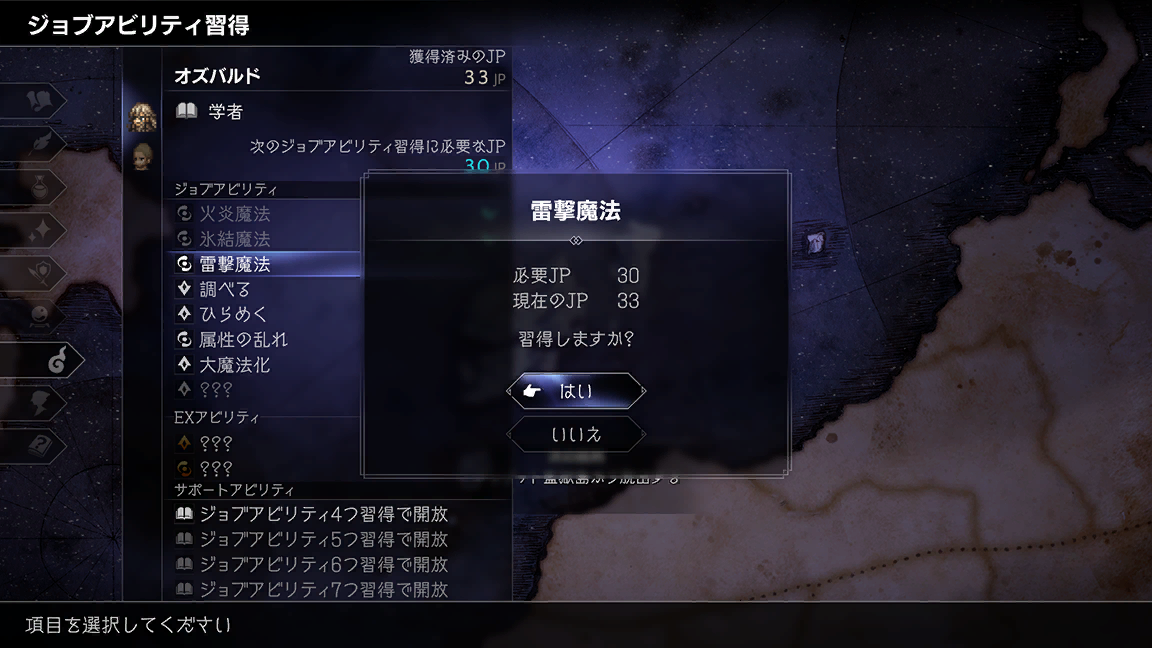 ジョブアビリティ習得
獲得済みのJP
オズバルド
33 JP
学者
次のジョブアビリティ習得に必要なJP
30 JP
ジョブアビリティ
火炎魔法
氷結魔法
雷撃魔法
調べる
ひらめく
属性の乱れ
大魔法化
???
EXアビリティ
???
???
サポートアビリティ
ジョブアビリティ4つ習得で開放
ジョブアビリティ5つ習得で開放
ジョブアビリティ6つ習得で開放
ジョブアビリティ7つ習得で開放
雷撃魔法
必要JP 30
現在のJP 33
習得しますか?
はい
いいえ
項目を選択してください